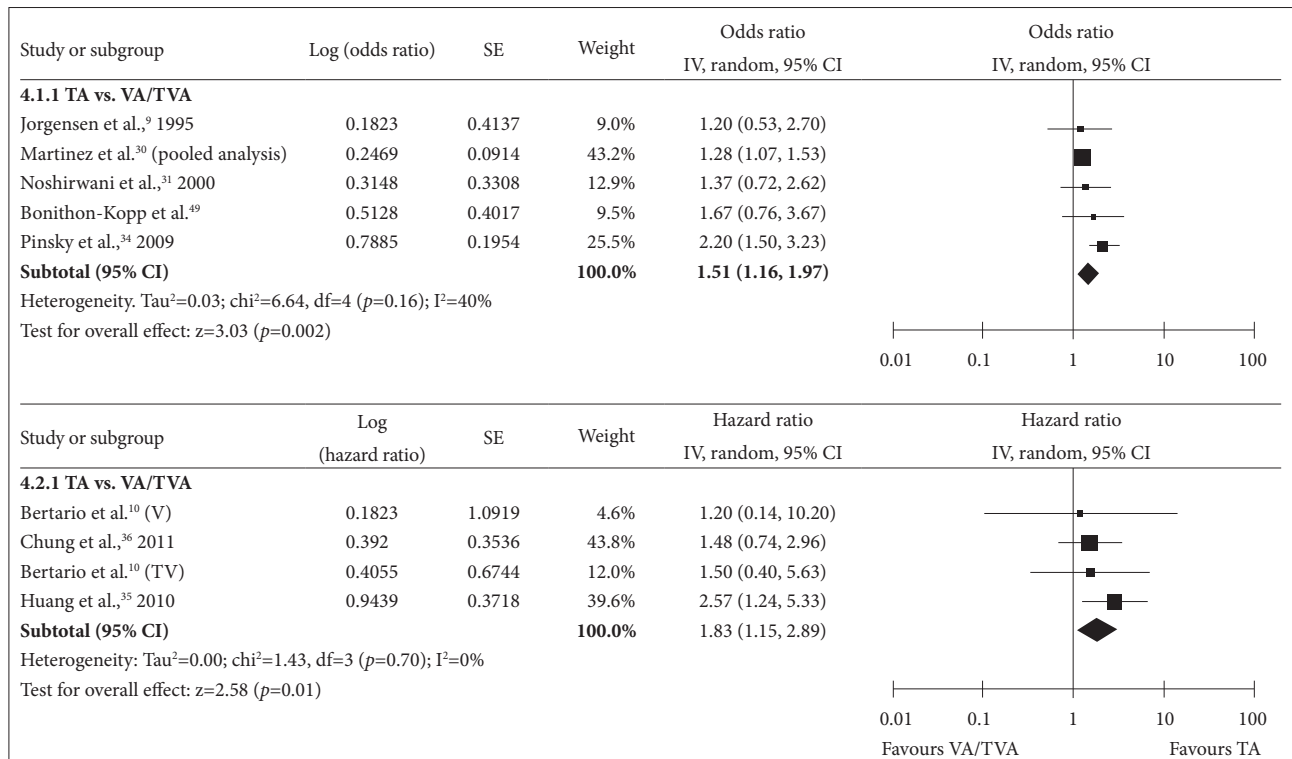 Study or subgroup Log (odds ratio) SE Weight Odds ratio IV, random, 95% CI Odds ratio IV, random, 95% CI
4.1.1 TA vs. VA/TVA
Jorgensen et al.,⁹ 1995 0.1823 0.4137 9.0% 1.20 (0.53, 2.70)
Martinez et al.³⁰ (pooled analysis) 0.2469 0.0914 43.2% 1.28 (1.07, 1.53)
Noshirwani et al.,³¹ 2000 0.3148 0.3308 12.9% 1.37 (0.72, 2.62)
Bonithon-Kopp et al.⁴⁹ 0.5128 0.4017 9.5% 1.67 (0.76, 3.67)
Pinsky et al.,³⁴ 2009 0.7885 0.1954 25.5% 2.20 (1.50, 3.23)
Subtotal (95% CI) 100.0% 1.51 (1.16, 1.97)
Heterogeneity. Tau²=0.03; chi²=6.64, df=4 (p=0.16); I²=40%
Test for overall effect: z=3.03 (p=0.002)
0.01 0.1 1 10 100
Study or subgroup Log (hazard ratio) SE Weight Hazard ratio IV, random, 95% CI Hazard ratio IV, random, 95% CI
4.2.1 TA vs. VA/TVA
Bertario et al.¹⁰ (V) 0.1823 1.0919 4.6% 1.20 (0.14, 10.20)
Chung et al.,³⁶ 2011 0.392 0.3536 43.8% 1.48 (0.74, 2.96)
Bertario et al.¹⁰ (TV) 0.4055 0.6744 12.0% 1.50 (0.40, 5.63)
Huang et al.,³⁵ 2010 0.9439 0.3718 39.6% 2.57 (1.24, 5.33)
Subtotal (95% CI) 100.0% 1.83 (1.15, 2.89)
Heterogeneity: Tau²=0.00; chi²=1.43, df=3 (p=0.70); I²=0%
Test for overall effect: z=2.58 (p=0.01)
0.01 0.1 1 10 100
Favours VA/TVA Favours TA